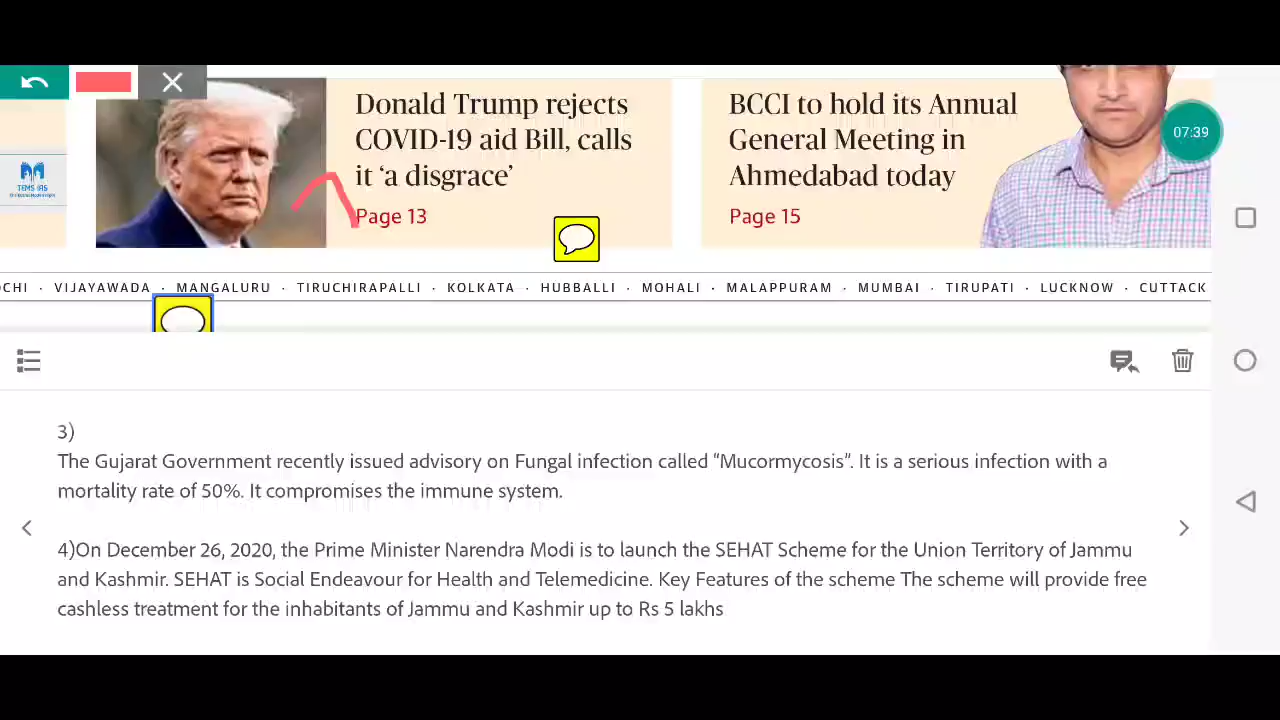 Donald Trump rejects
COVID-19 aid Bill, calls
it ‘a disgrace’
Page 13
BCCI to hold its Annual
General Meeting in
Ahmedabad today
Page 15
07:39
TEMS IAS
CHI · VIJAYAWADA · MANGALURU · TIRUCHIRAPALLI · KOLKATA · HUBBALLI · MOHALI · MALAPPURAM · MUMBAI · TIRUPATI · LUCKNOW · CUTTACK
3)
The Gujarat Government recently issued advisory on Fungal infection called “Mucormycosis”. It is a serious infection with a
mortality rate of 50%. It compromises the immune system.
4)On December 26, 2020, the Prime Minister Narendra Modi is to launch the SEHAT Scheme for the Union Territory of Jammu
and Kashmir. SEHAT is Social Endeavour for Health and Telemedicine. Key Features of the scheme The scheme will provide free
cashless treatment for the inhabitants of Jammu and Kashmir up to Rs 5 lakhs